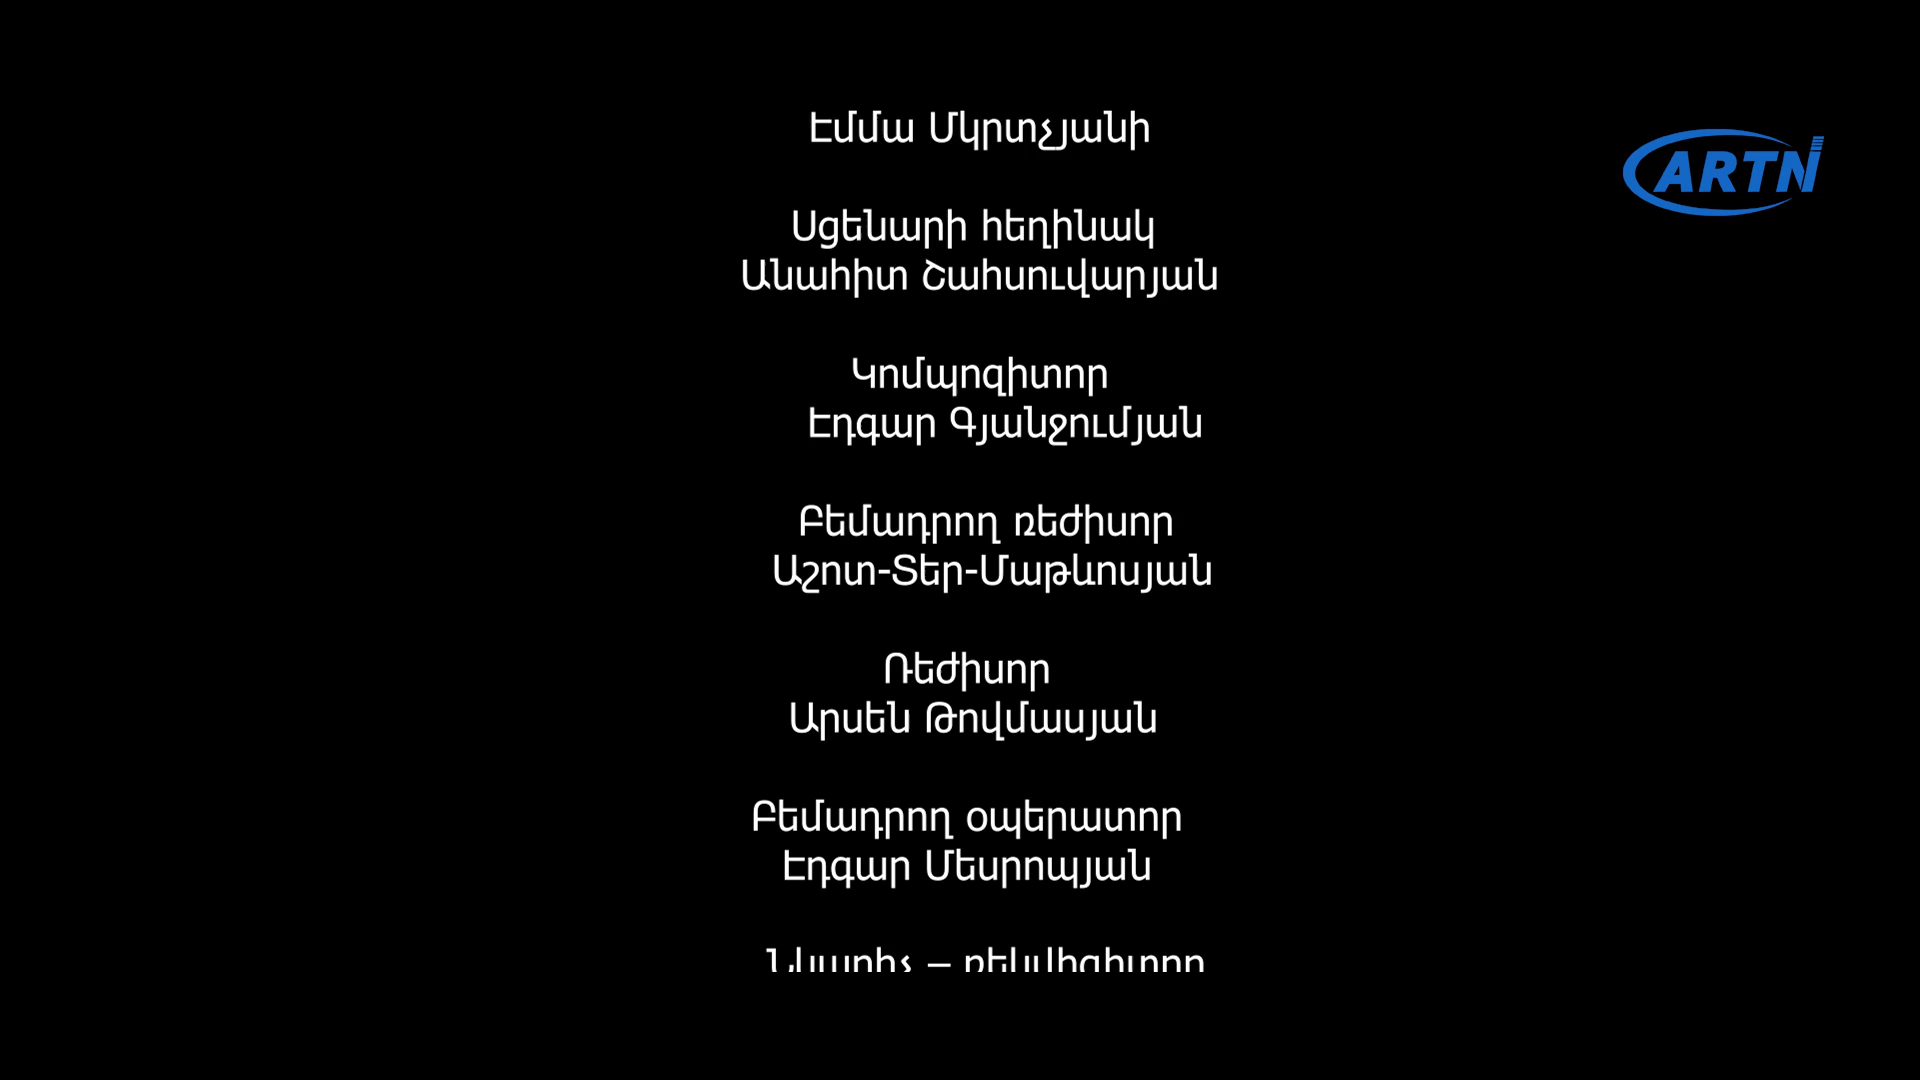 Էմմա Մկրտչյանի
ARTN
Սցենարի հեղինակ
Անահիտ Շահսուվարյան
Կոմպոզիտոր
Էդգար Գյանջումյան
Բեմադրող ռեժիսոր
Աշոտ-Տեր-Մաթևոսյան
Ռեժիսոր
Արսեն Թովմասյան
Բեմադրող օպերատոր
Էդգար Մեսրոպյան
Նկարիչ –